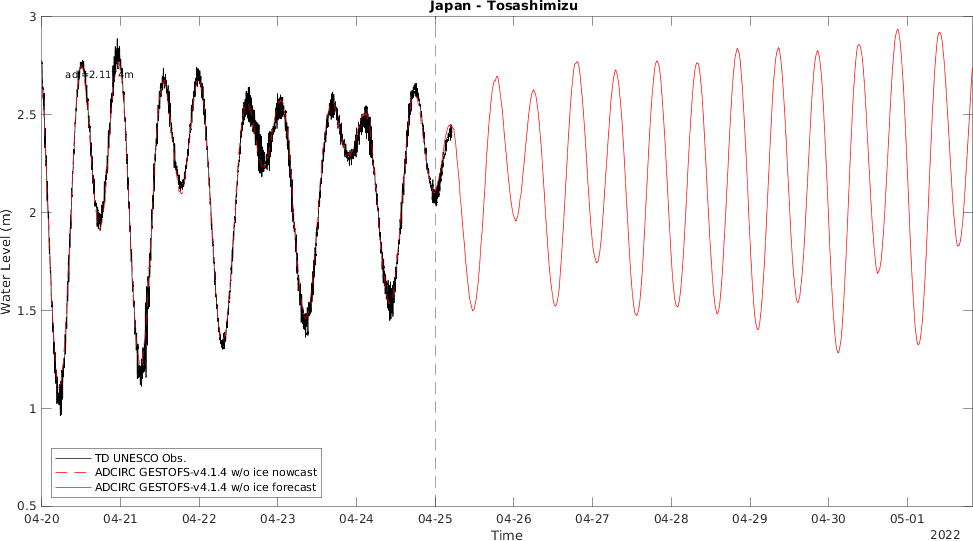 Japan - Tosashimizu
3
2.5
2
1.5
1
0.5
Water Level (m)
TD UNESCO Obs.
ADCIRC GESTOFS-v4.1.4 w/o ice nowcast
ADCIRC GESTOFS-v4.1.4 w/o ice forecast
04-20 04-21 04-22 04-23 04-24 04-25 04-26 04-27 04-28 04-29 04-30 05-01
Time
2022